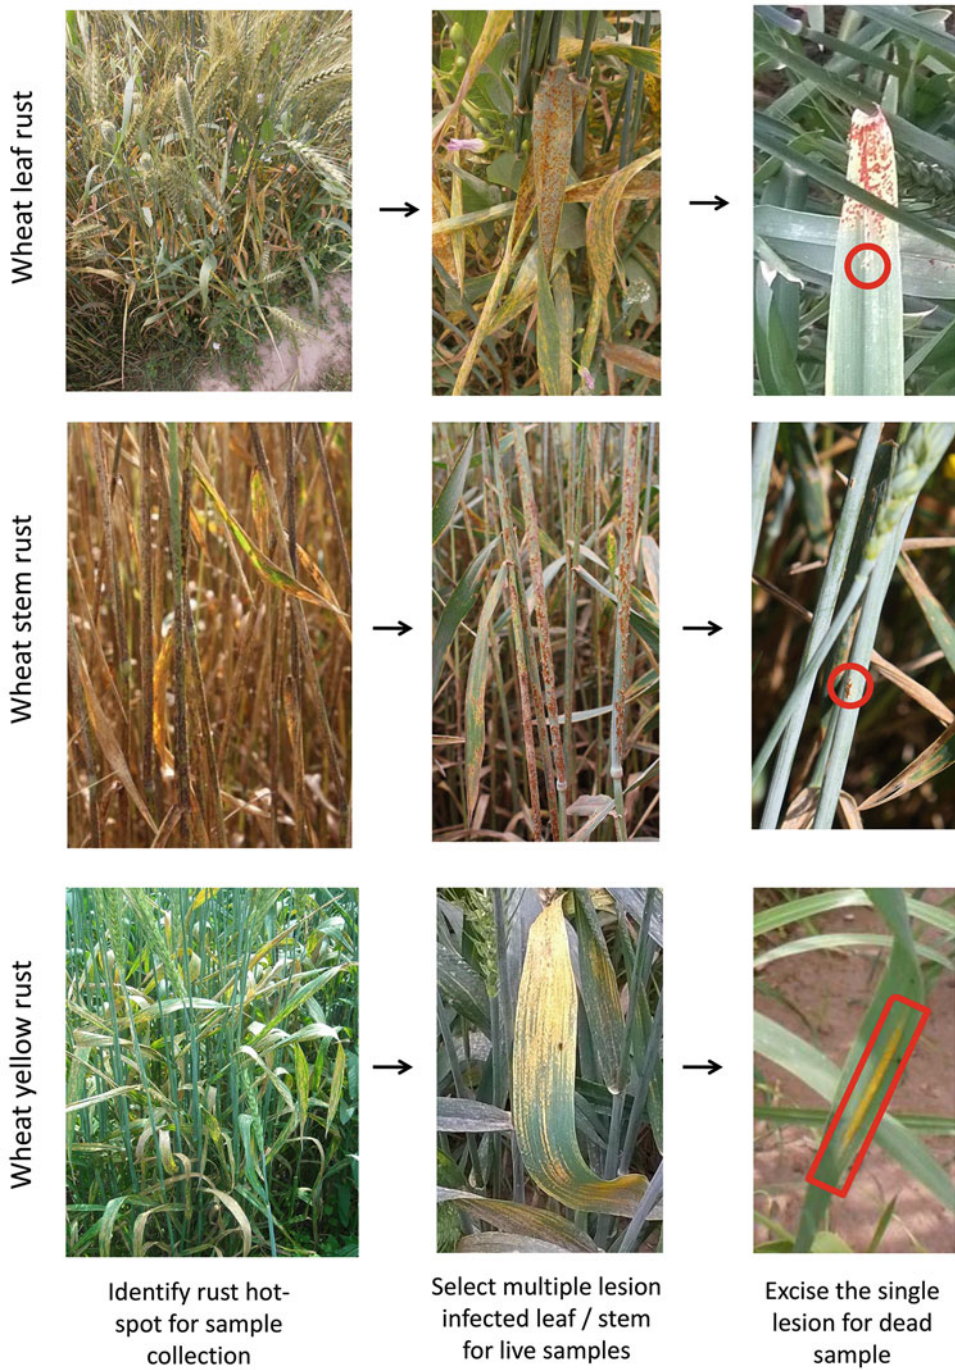 Wheat leaf rust
Wheat stem rust
Wheat yellow rust
Identify rust hot-
spot for sample
collection
Select multiple lesion
infected leaf / stem
for live samples
Excise the single
lesion for dead
sample